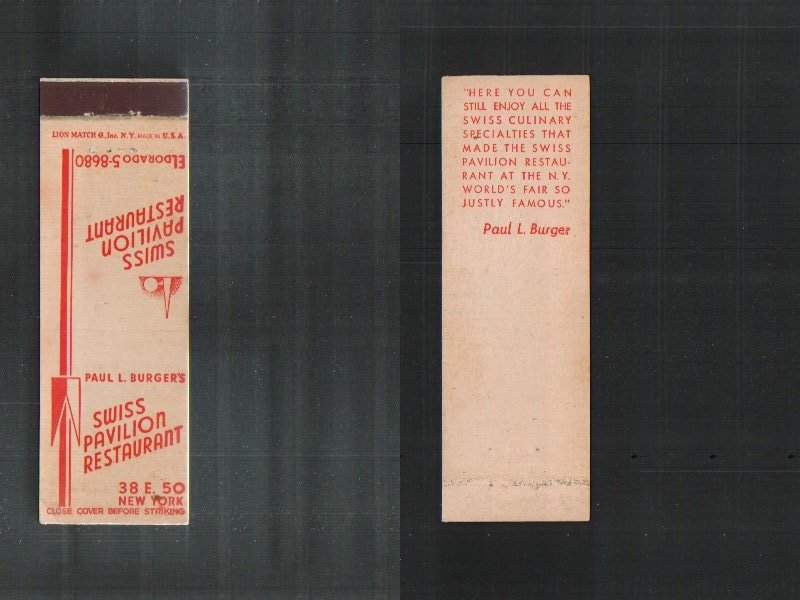 LION MATCH Co., Inc. N.Y. MADE IN U.S.A.
ELDORADO 5-8680
SWISS
PAVILION
RESTAURANT
PAUL L. BURGER'S
SWISS
PAVILION
RESTAURANT
38 E. 50
NEW YORK
CLOSE COVER BEFORE STRIKING
"HERE YOU CAN
STILL ENJOY ALL THE
SWISS CULINARY
SPECIALTIES THAT
MADE THE SWISS
PAVILION RESTAU-
RANT AT THE N.Y.
WORLD'S FAIR SO
JUSTLY FAMOUS."
Paul L. Burger